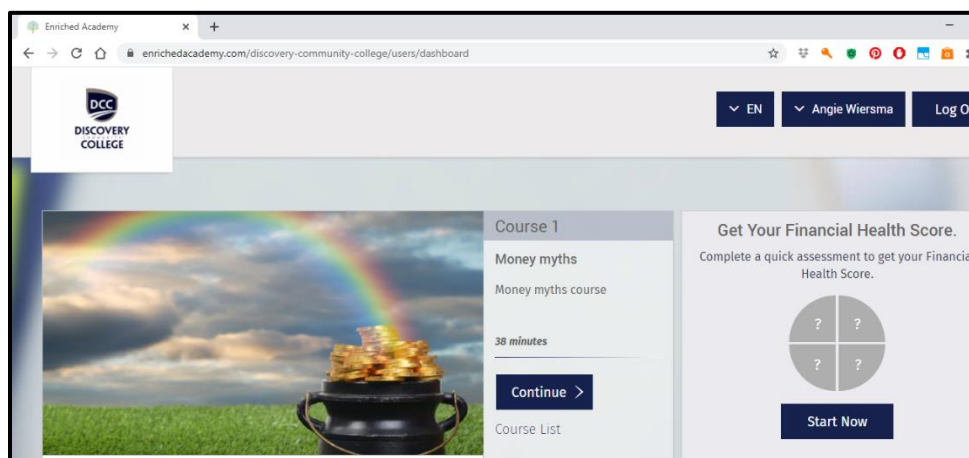 Enriched Academy
enrichedacademy.com/discovery-community-college/users/dashboard
DCC
DISCOVERY
COMMUNITY
COLLEGE
EN
Angie Wiersma
Log O
Course 1
Money myths
Money myths course
38 minutes
Continue >
Course List
Get Your Financial Health Score.
Complete a quick assessment to get your Financia
Health Score.
? ?
? ?
Start Now